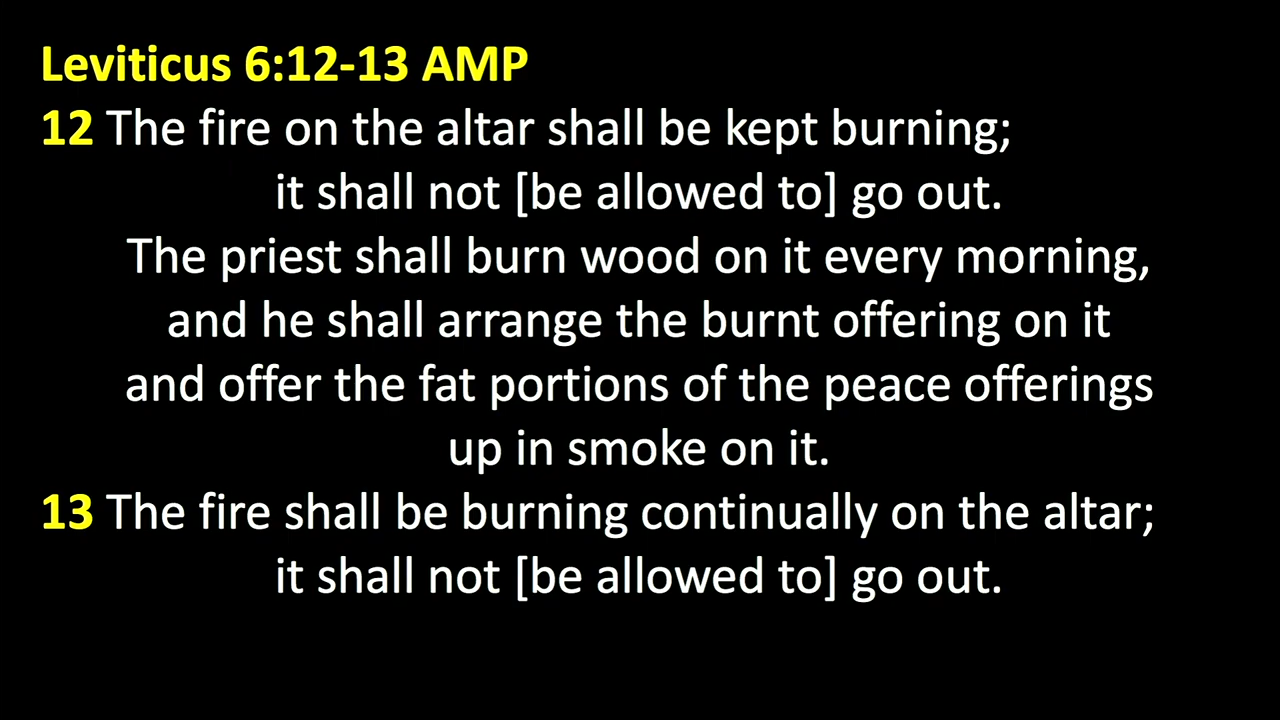 Leviticus 6:12-13 AMP
12 The fire on the altar shall be kept burning;
it shall not [be allowed to] go out.
The priest shall burn wood on it every morning,
and he shall arrange the burnt offering on it
and offer the fat portions of the peace offerings
up in smoke on it.
13 The fire shall be burning continually on the altar;
it shall not [be allowed to] go out.